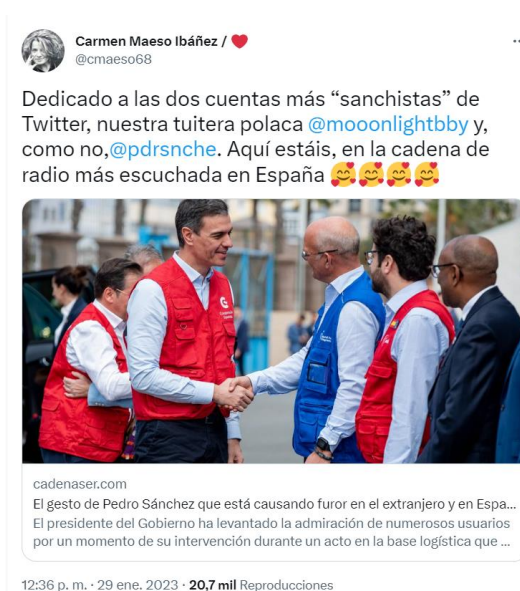 Carmen Maeso Ibáñez / ❤️
@cmaeso68
Dedicado a las dos cuentas más “sanchistas” de
Twitter, nuestra tuitera polaca @mooonlightbby y,
como no,@pdrsnche. Aquí estáis, en la cadena de
radio más escuchada en España 🥰🥰🥰🥰
cadenaser.com
El gesto de Pedro Sánchez que está causando furor en el extranjero y en Espa...
El presidente del Gobierno ha levantado la admiración de numerosos usuarios
por un momento de su intervención durante un acto en la base logística que ...
12:36 p. m. · 29 ene. 2023 · 20,7 mil Reproducciones